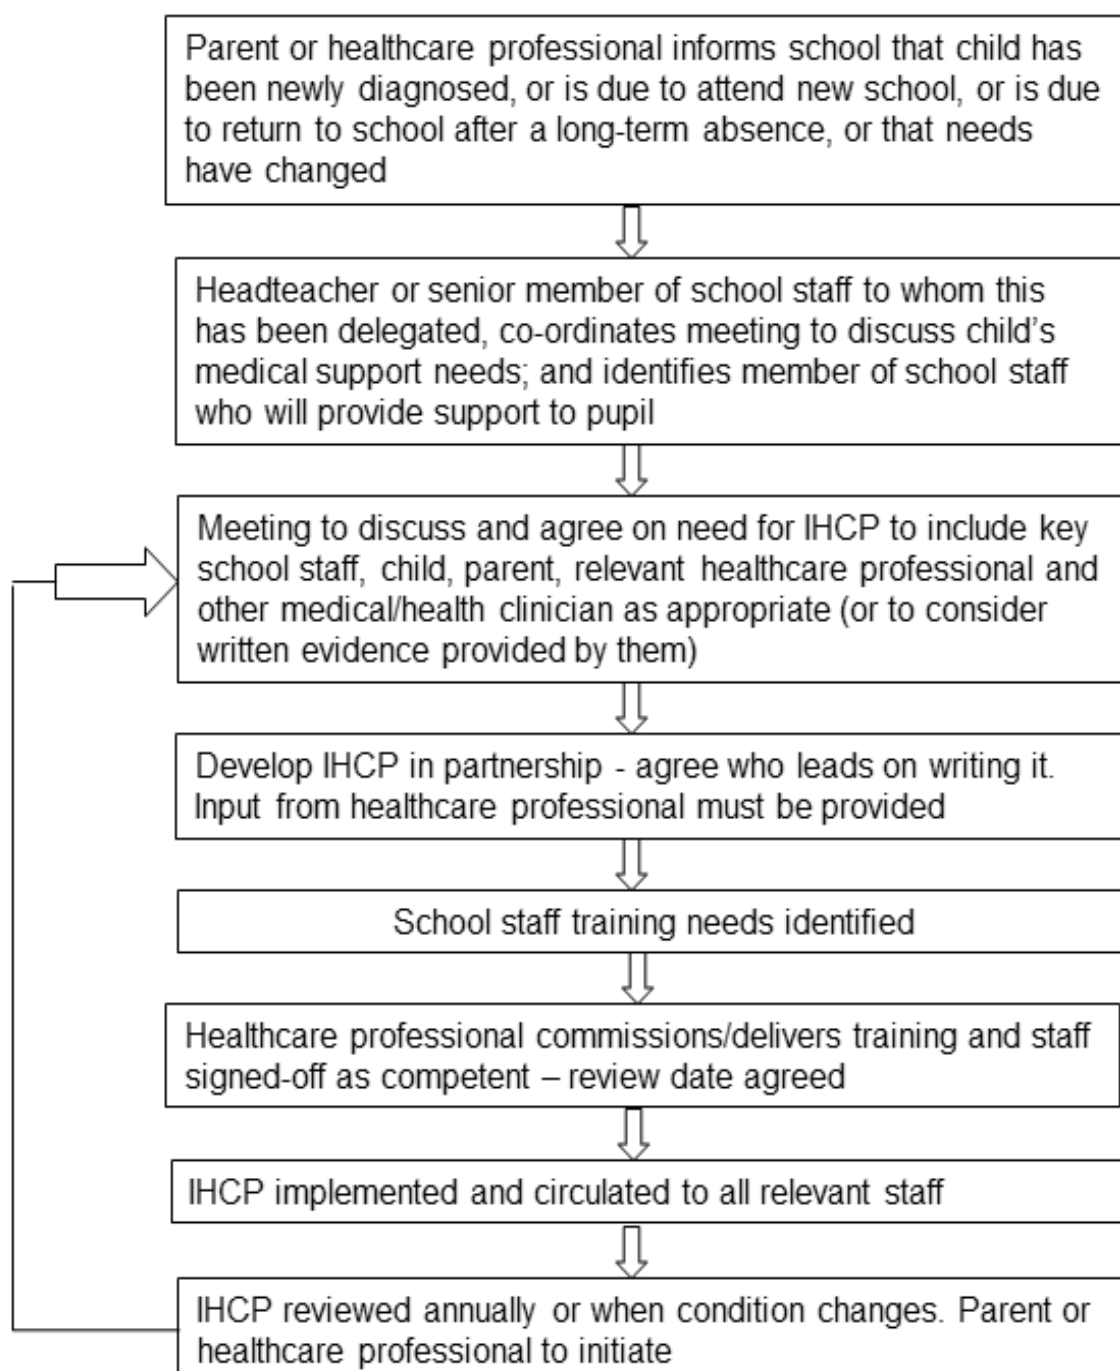 Parent or healthcare professional informs school that child has
been newly diagnosed, or is due to attend new school, or is due
to return to school after a long-term absence, or that needs
have changed
Headteacher or senior member of school staff to whom this
has been delegated, co-ordinates meeting to discuss child's
medical support needs; and identifies member of school staff
who will provide support to pupil
Meeting to discuss and agree on need for IHCP to include key
school staff, child, parent, relevant healthcare professional and
other medical/health clinician as appropriate (or to consider
written evidence provided by them)
Develop IHCP in partnership - agree who leads on writing it.
Input from healthcare professional must be provided
School staff training needs identified
Healthcare professional commissions/delivers training and staff
signed-off as competent – review date agreed
IHCP implemented and circulated to all relevant staff
IHCP reviewed annually or when condition changes. Parent or
healthcare professional to initiate